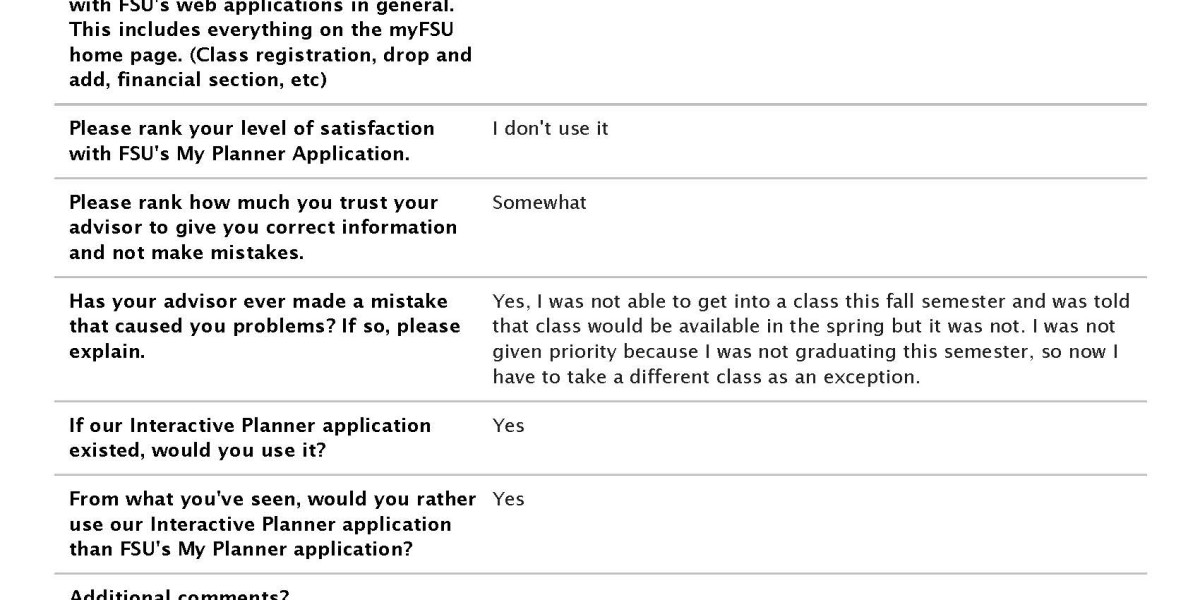 with FSU's web applications in general.
This includes everything on the myFSU
home page. (Class registration, drop and
add, financial section, etc)
Please rank your level of satisfaction
with FSU's My Planner Application.
I don't use it
Please rank how much you trust your
advisor to give you correct information
and not make mistakes.
Somewhat
Has your advisor ever made a mistake
that caused you problems? If so, please
explain.
Yes, I was not able to get into a class this fall semester and was told
that class would be available in the spring but it was not. I was not
given priority because I was not graduating this semester, so now I
have to take a different class as an exception.
If our Interactive Planner application
existed, would you use it?
Yes
From what you've seen, would you rather
use our Interactive Planner application
than FSU's My Planner application?
Yes
Additional comments?